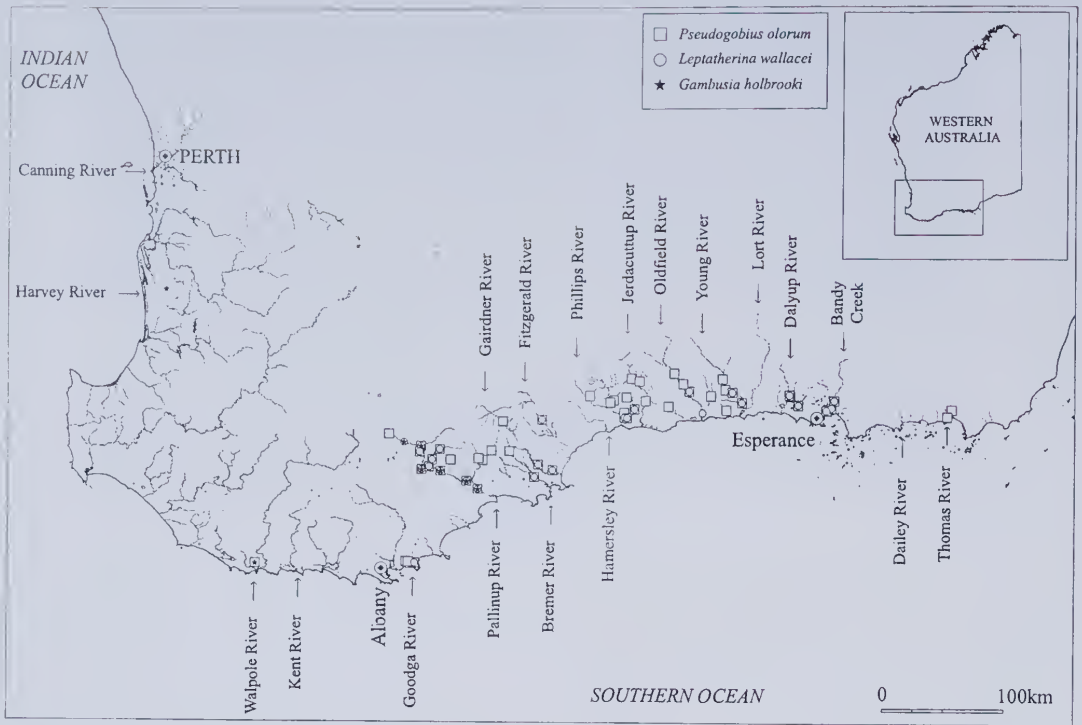 INDIAN
OCEAN
Pseudogobius olorum
Leptatherina wallacei
Gambusia holbrooki
WESTERN
AUSTRALIA
PERTH
Canning River
Harvey River
Gairdner River
Fitzgerald River
Phillips River
Jerdacuttup River
Oldfield River
Young River
Lort River
Dalyup River
Bandy
Creek
Esperance
Walpole River
Kent River
Albany
Goodga River
Pallinup River
Bremer River
Hamersley River
Dailey River
Thomas River
SOUTHERN OCEAN
0 100km